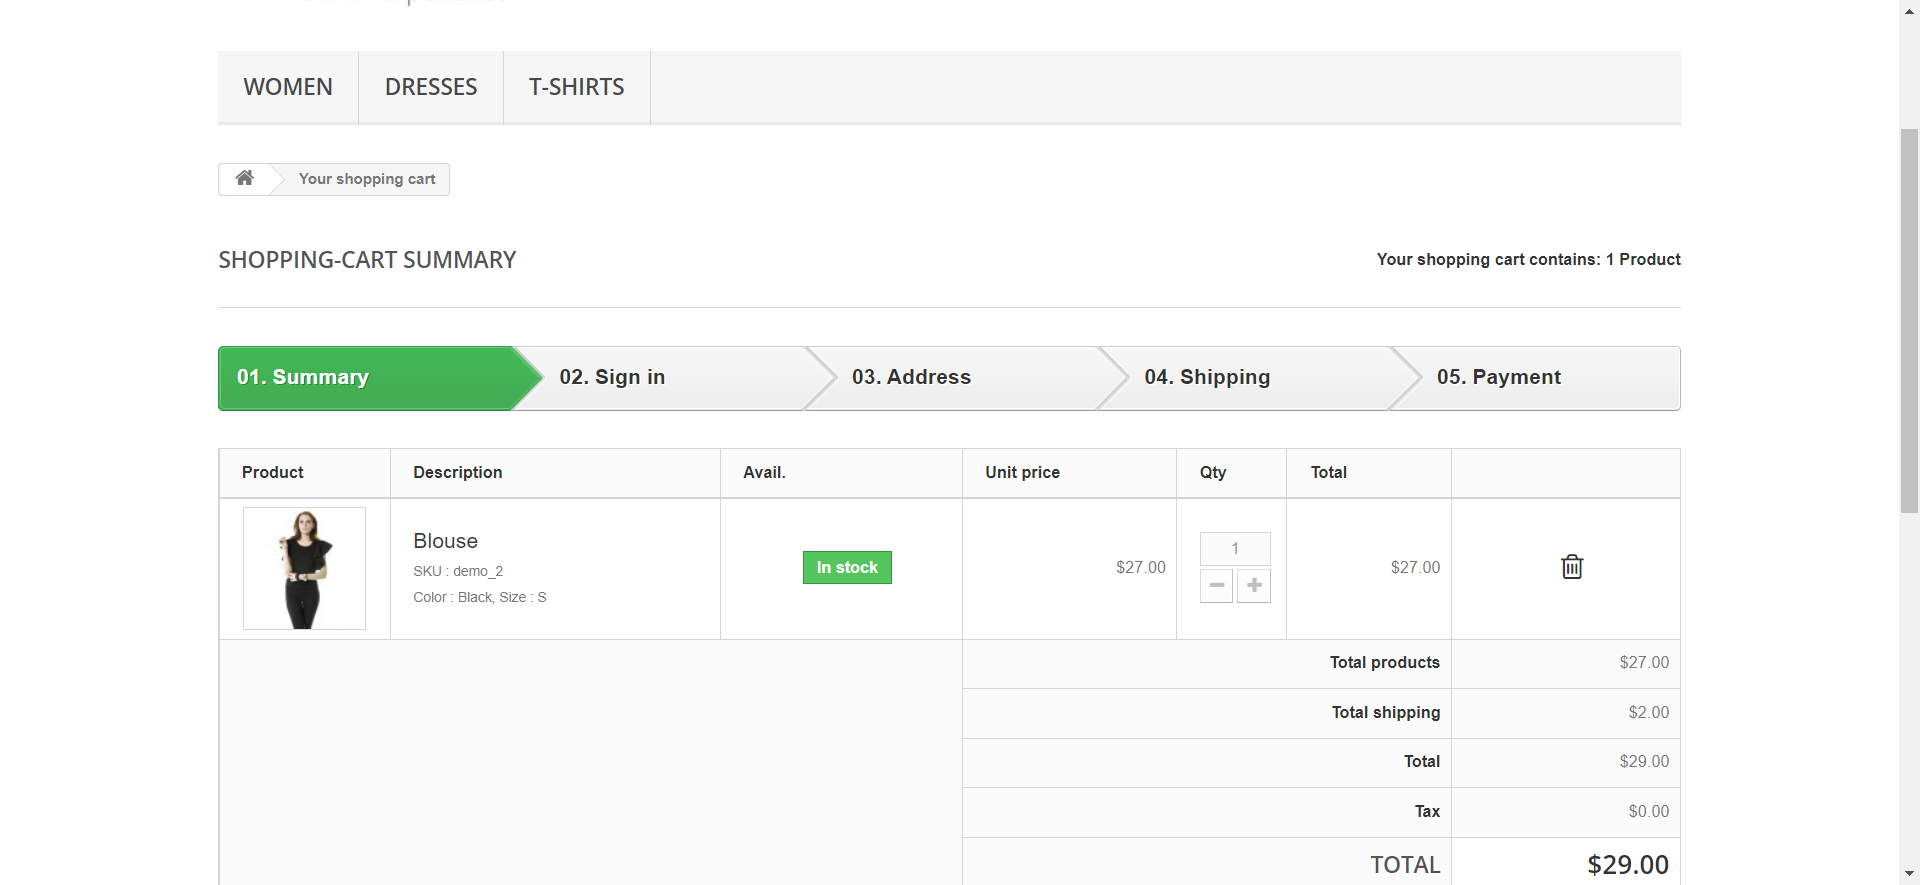 WOMEN DRESSES T-SHIRTS
Your shopping cart
SHOPPING-CART SUMMARY Your shopping cart contains: 1 Product
01. Summary 02. Sign in 03. Address 04. Shipping 05. Payment
Product Description Avail. Unit price Qty Total
Blouse
SKU : demo_2
Color : Black, Size : S
In stock
$27.00
1
$27.00
Total products $27.00
Total shipping $2.00
Total $29.00
Tax $0.00
TOTAL $29.00